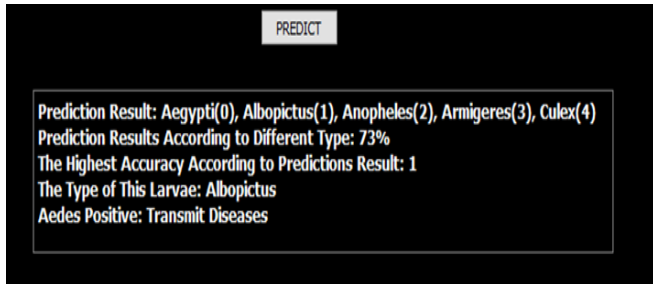 PREDICT
Prediction Result: Aegypti(0), Albopictus(1), Anopheles(2), Armigeres(3), Culex(4)
Prediction Results According to Different Type: 73%
The Highest Accuracy According to Predictions Result: 1
The Type of This Larvae: Albopictus
Aedes Positive: Transmit Diseases